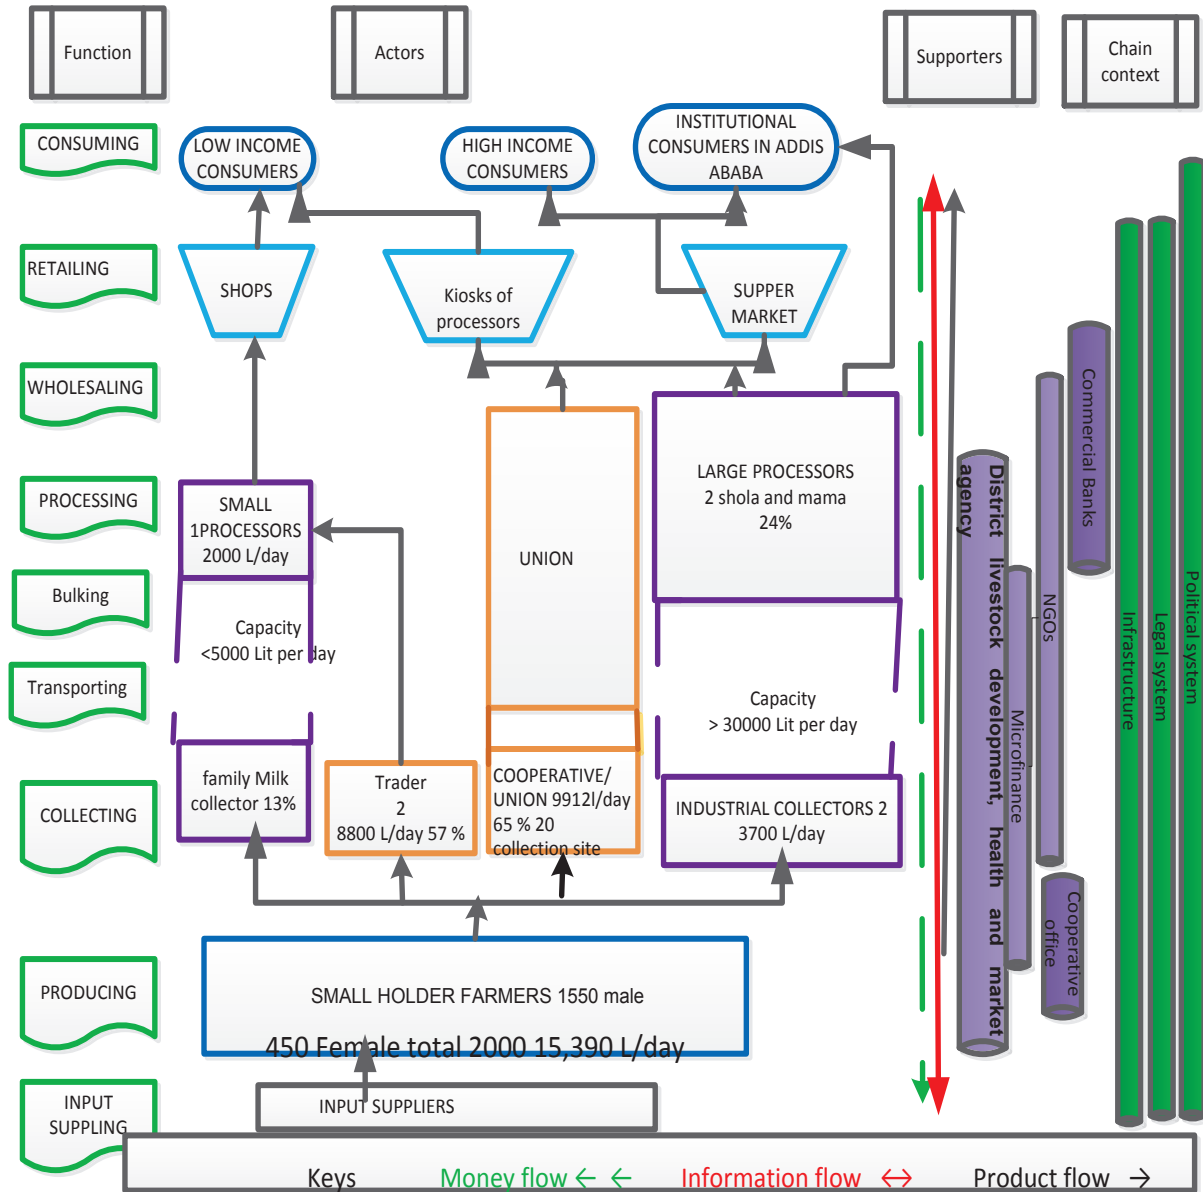 Function
Actors
Supporters
Chain
context
CONSUMING
LOW INCOME
CONSUMERS
HIGH INCOME
CONSUMERS
INSTITUTIONAL
CONSUMERS IN ADDIS
ABABA
RETAILING
SHOPS
Kiosks of
processors
SUPPER
MARKET
WHOLESALING
PROCESSING
SMALL
1PROCESSORS
2000 L/day
UNION
LARGE PROCESSORS
2 shola and mama
24%
Bulking
Capacity
<5000 Lit per day
Transporting
Capacity
> 30000 Lit per day
COLLECTING
family Milk
collector 13%
Trader
2
8800 L/day 57 %
COOPERATIVE/
UNION 9912l/day
65 % 20
collection site
INDUSTRIAL COLLECTORS 2
3700 L/day
PRODUCING
SMALL HOLDER FARMERS 1550 male
450 Female total 2000 15,390 L/day
INPUT
SUPPLING
INPUT SUPPLIERS
District livestock development, health and market
agency
Microfinance
NGOs
Cooperative
office
Commercial Banks
Infrastructure
Legal system
Political system
Keys Money flow ← ← Information flow ↔ Product flow →